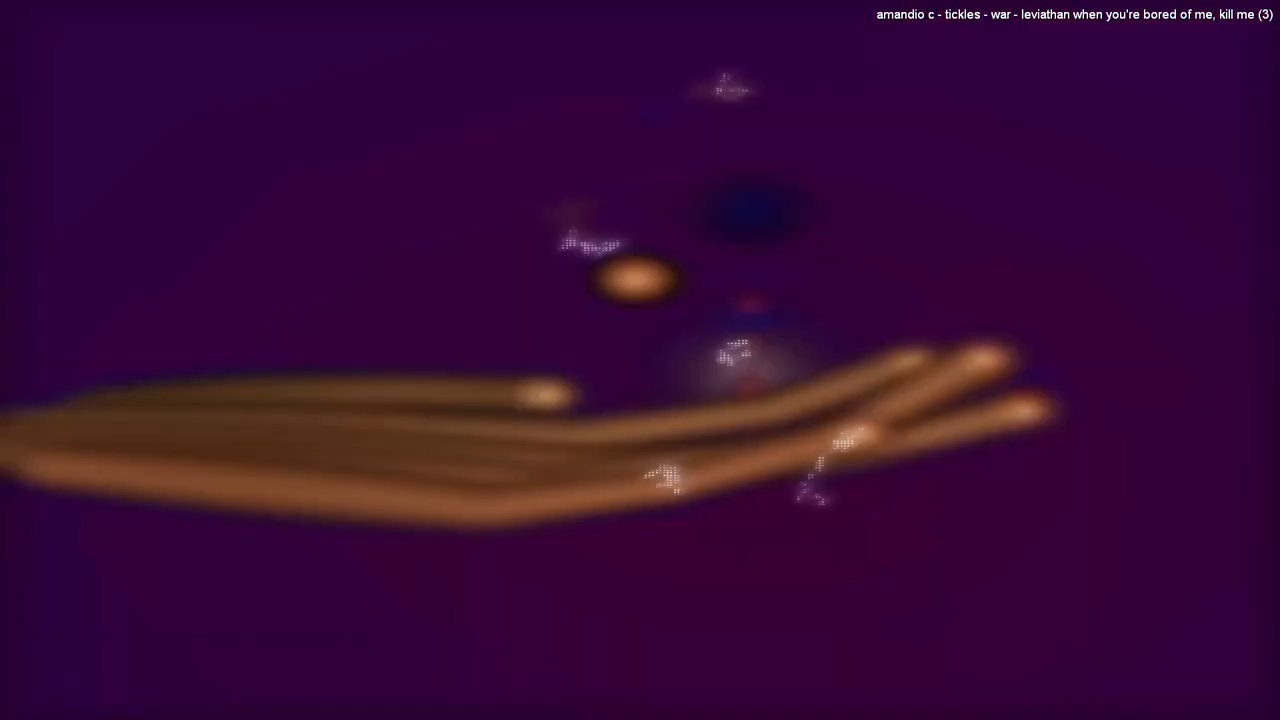 amandio c - tickles - war - leviathan when you're bored of me, kill me (3)